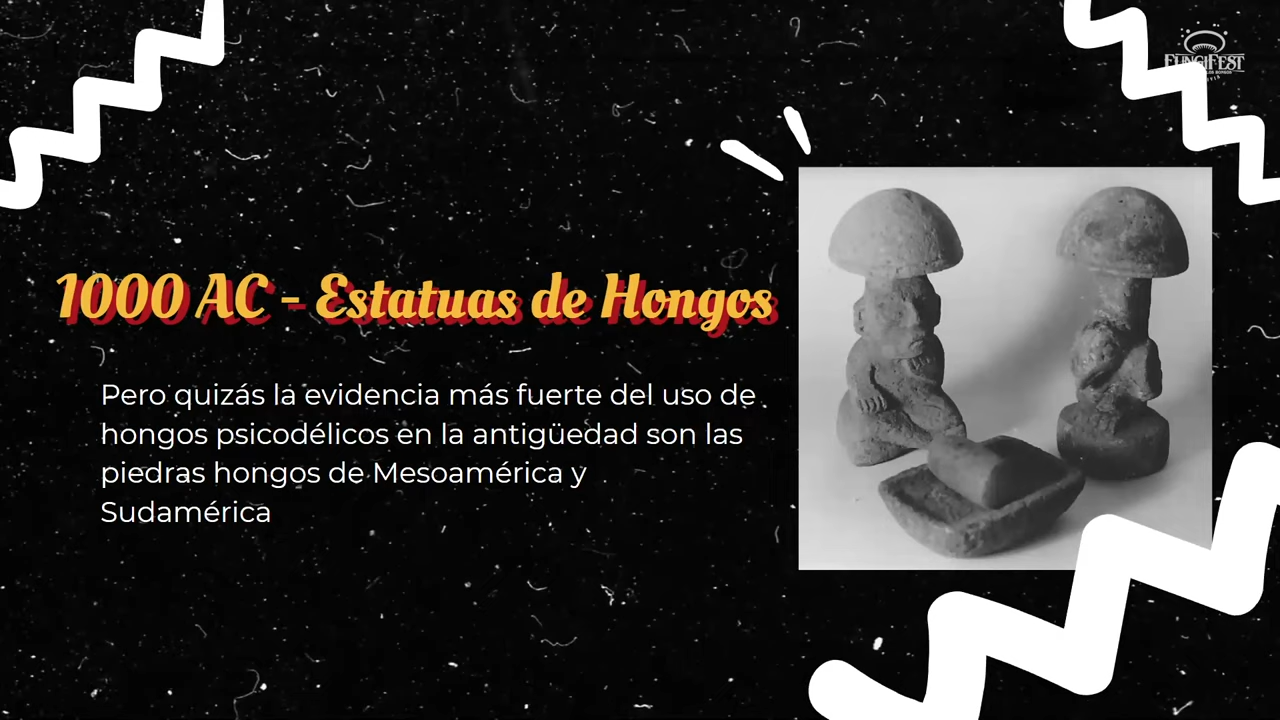 FUNGIFEST
1000 AC - Estatuas de Hongos
Pero quizás la evidencia más fuerte del uso de
hongos psicodélicos en la antigüedad son las
piedras hongos de Mesoamérica y
Sudamérica